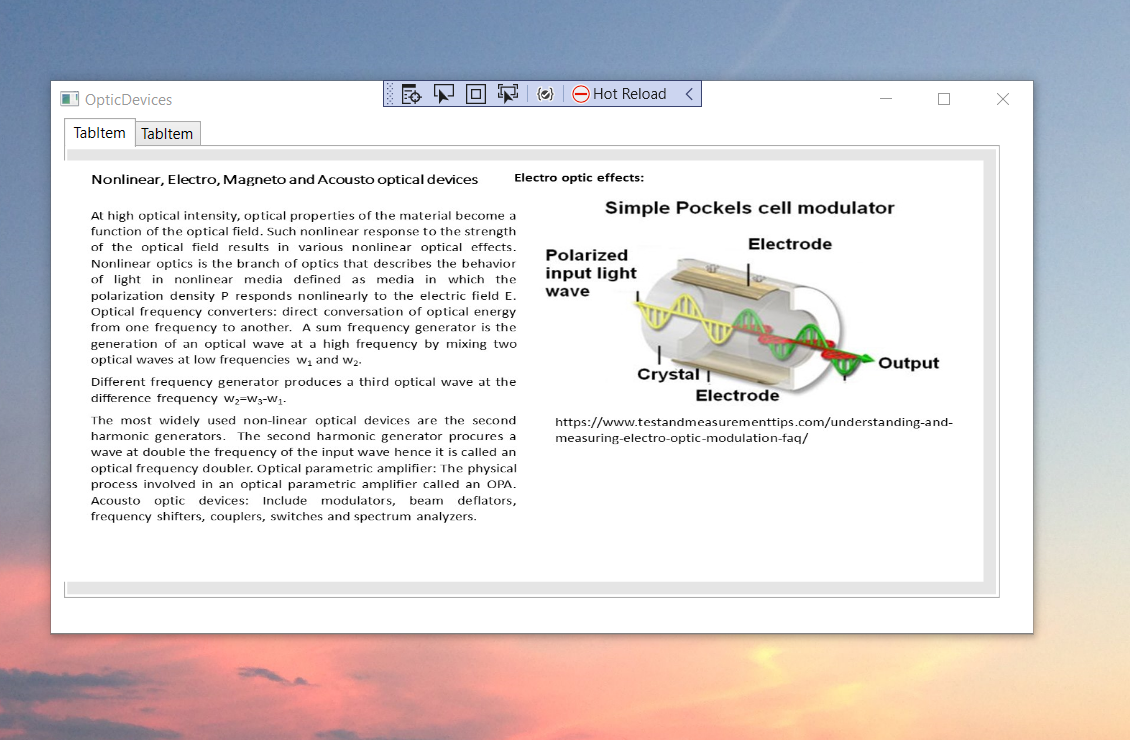 OpticDevices
Hot Reload
TabItem TabItem
Nonlinear, Electro, Magneto and Acousto optical devices
At high optical intensity, optical properties of the material become a
function of the optical field. Such nonlinear response to the strength
of the optical field results in various nonlinear optical effects.
Nonlinear optics is the branch of optics that describes the behavior
of light in nonlinear media defined as media in which the
polarization density P responds nonlinearly to the electric field E.
Optical frequency converters: direct conversation of optical energy
from one frequency to another. A sum frequency generator is the
generation of an optical wave at a high frequency by mixing two
optical waves at low frequencies w₁ and w₂.
Different frequency generator produces a third optical wave at the
difference frequency w₂=w₃-w₁.
The most widely used non-linear optical devices are the second
harmonic generators. The second harmonic generator procures a
wave at double the frequency of the input wave hence it is called an
optical frequency doubler. Optical parametric amplifier: The physical
process involved in an optical parametric amplifier called an OPA.
Acousto optic devices: Include modulators, beam deflators,
frequency shifters, couplers, switches and spectrum analyzers.
Electro optic effects:
Simple Pockels cell modulator
Electrode
Polarized
input light
wave
Output
Crystal
Electrode
https://www.testandmeasurementtips.com/understanding-and-
measuring-electro-optic-modulation-faq/